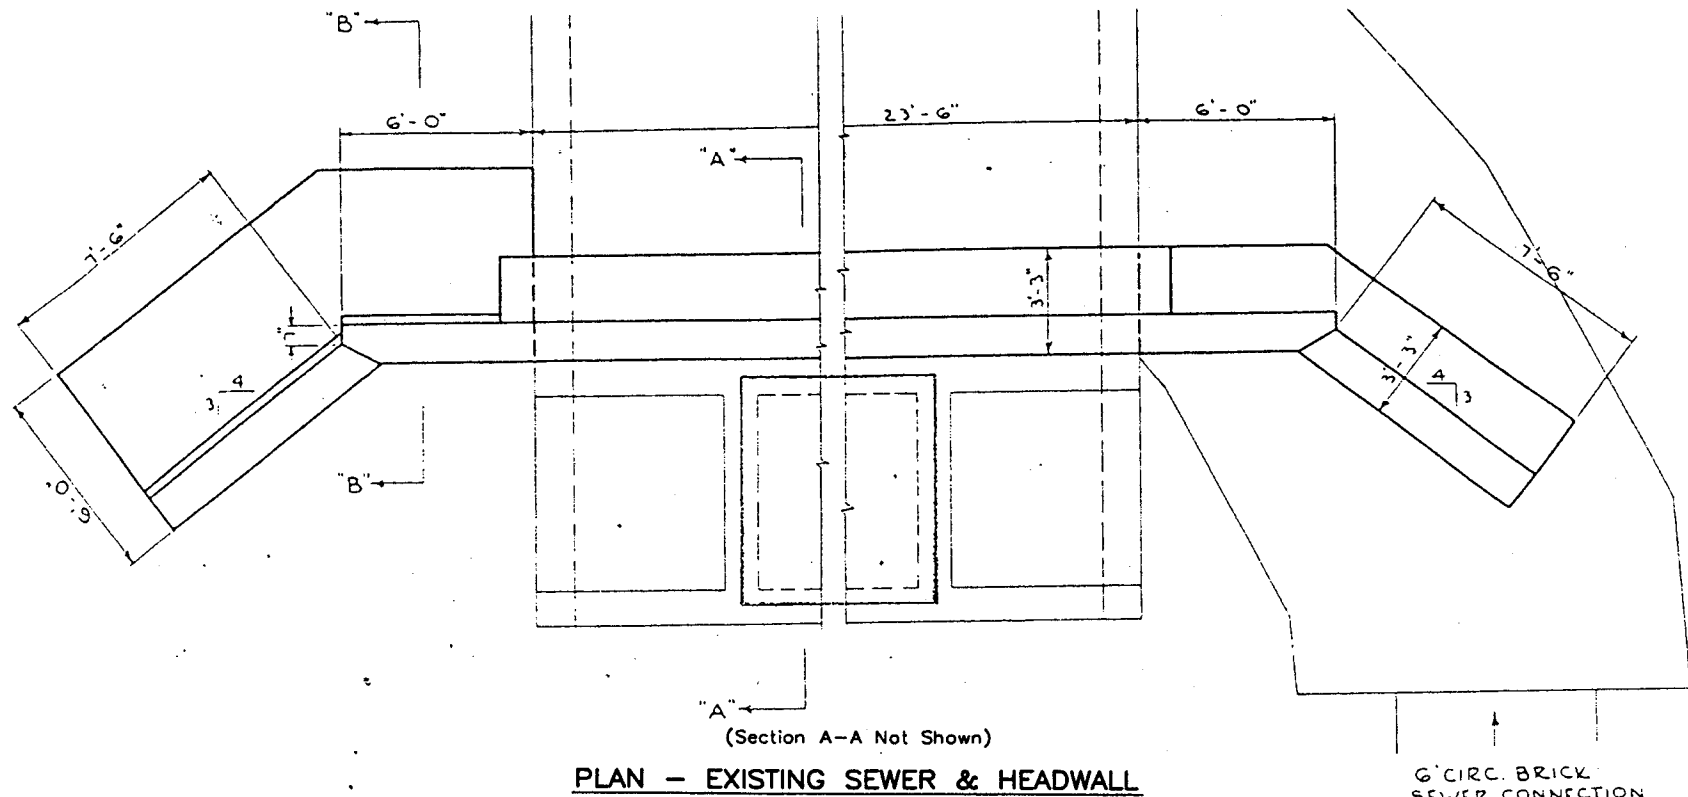 "B"
6'-0"
23'-6"
6'-0"
"A"
7'-6"
7'-6"
3'-3"
7"
3'-3"
4
3
4
3
"B"
6'-0"
"A"
(Section A-A Not Shown)
PLAN - EXISTING SEWER & HEADWALL
6' CIRC. BRICK
SEWER CONNECTION